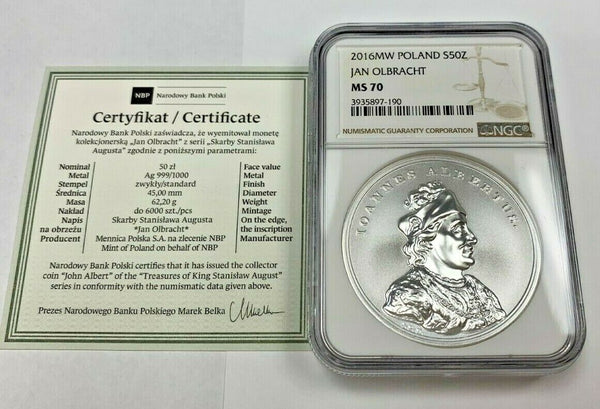 NBP Narodowy Bank Polski
Certyfikat / Certificate
Narodowy Bank Polski zaświadcza, że wyemitował monetę
kolekcjonerską „Jan Olbracht” z serii „Skarby Stanisława
Augusta” zgodnie z poniższymi parametrami:
Nominał 50 zł Face value
Metal Ag 999/1000 Metal
Stempel zwykły/standard Finish
Średnica 45,00 mm Diameter
Masa 62,20 g Weight
Nakład do 6000 szt./pcs Mintage
Napis Skarby Stanisława Augusta On the edge,
na obrzeżu *Jan Olbracht* the inscription
Producent Mennica Polska S.A. na zlecenie NBP Manufacturer
Mint of Poland on behalf of NBP
Narodowy Bank Polski certifies that it has issued the collector
coin “John Albert” of the “Treasures of King Stanisław August”
series in conformity with the numismatic data given above.
Prezes Narodowego Banku Polskiego Marek Belka
2016MW POLAND S50Z
JAN OLBRACHT
MS 70
3935897-190
NUMISMATIC GUARANTY CORPORATION NGC
IOANNES ALBERTUS.